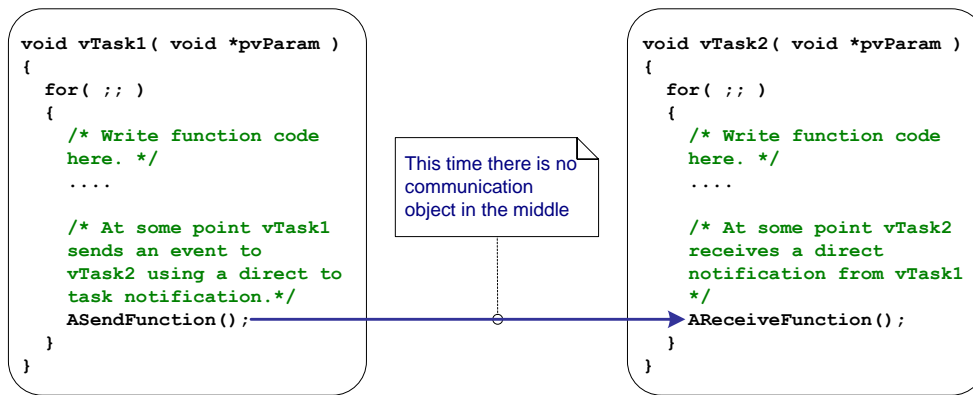 void vTask1( void *pvParam )
{
for( ;; )
{
/* Write function code
here. */
....
/* At some point vTask1
sends an event to
vTask2 using a direct to
task notification.*/
ASendFunction();
}
}
This time there is no
communication
object in the middle
void vTask2( void *pvParam )
{
for( ;; )
{
/* Write function code
here. */
....
/* At some point vTask2
receives a direct
notification from vTask1
*/
AReceiveFunction();
}
}